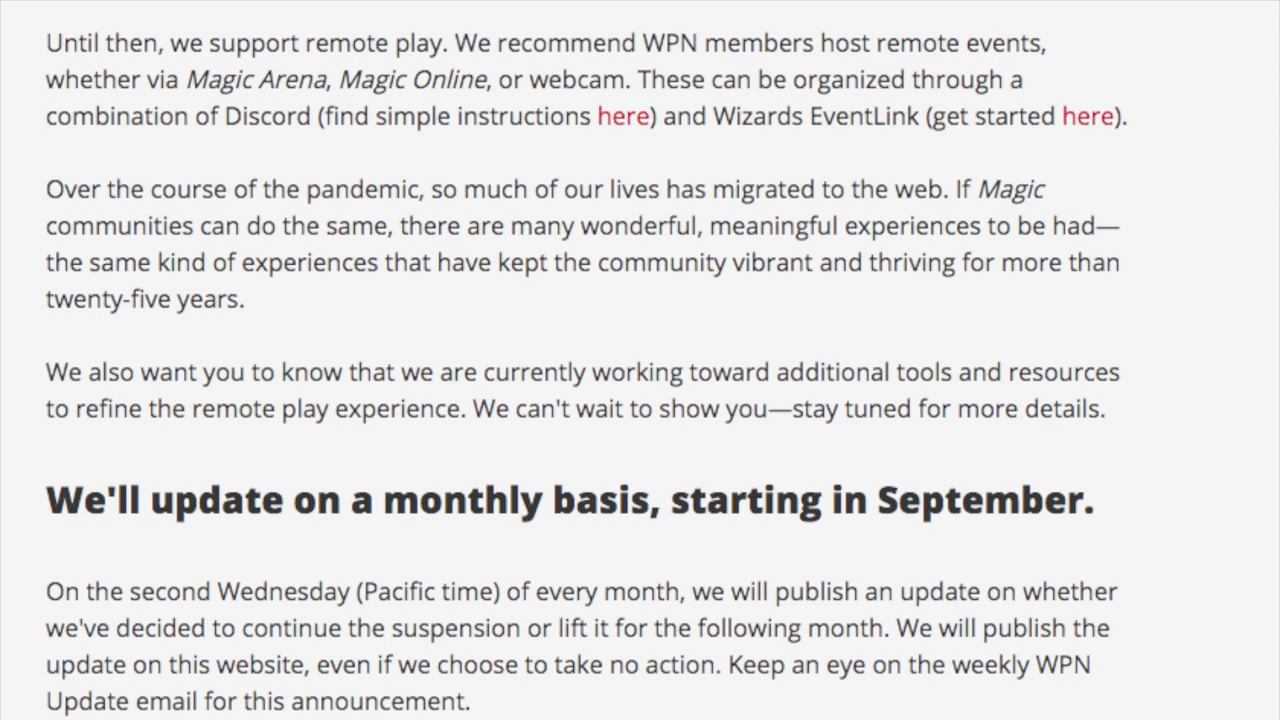 Until then, we support remote play. We recommend WPN members host remote events,
whether via Magic Arena, Magic Online, or webcam. These can be organized through a
combination of Discord (find simple instructions here) and Wizards EventLink (get started here).
Over the course of the pandemic, so much of our lives has migrated to the web. If Magic
communities can do the same, there are many wonderful, meaningful experiences to be had—
the same kind of experiences that have kept the community vibrant and thriving for more than
twenty-five years.
We also want you to know that we are currently working toward additional tools and resources
to refine the remote play experience. We can't wait to show you—stay tuned for more details.
We'll update on a monthly basis, starting in September.
On the second Wednesday (Pacific time) of every month, we will publish an update on whether
we've decided to continue the suspension or lift it for the following month. We will publish the
update on this website, even if we choose to take no action. Keep an eye on the weekly WPN
Update email for this announcement.